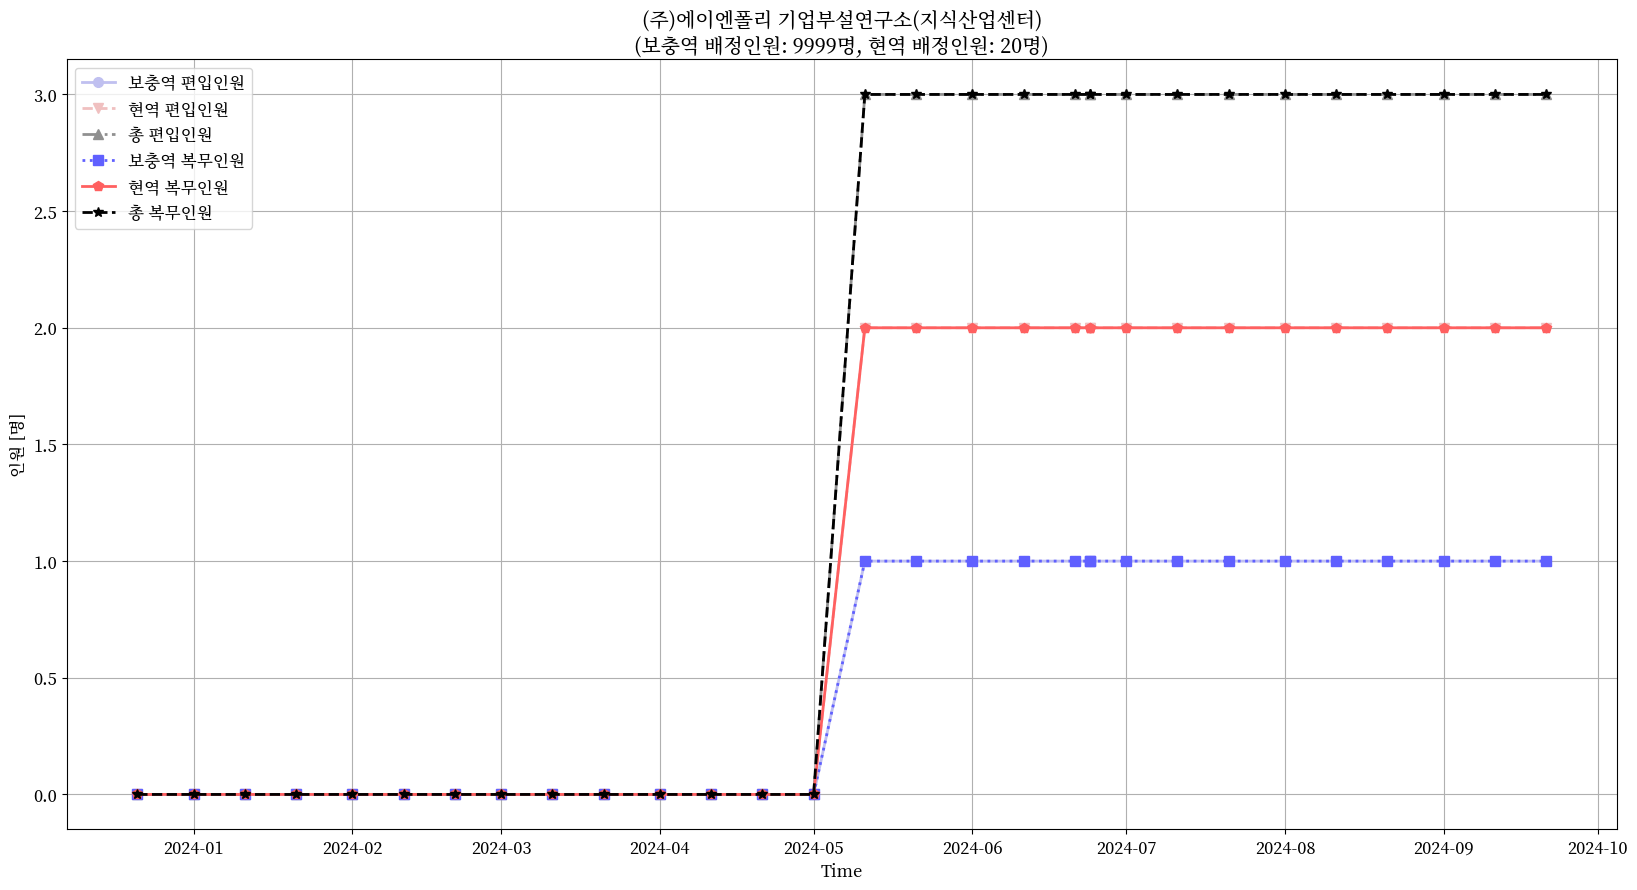 (주)에이엔폴리 기업부설연구소(지식산업센터)
(보충역 배정인원: 9999명, 현역 배정인원: 20명)
보충역 편입인원
현역 편입인원
총 편입인원
보충역 복무인원
현역 복무인원
총 복무인원
3.0
2.5
2.0
1.5
1.0
0.5
0.0
인원 [명]
2024-01
2024-02
2024-03
2024-04
2024-05
2024-06
2024-07
2024-08
2024-09
2024-10
Time